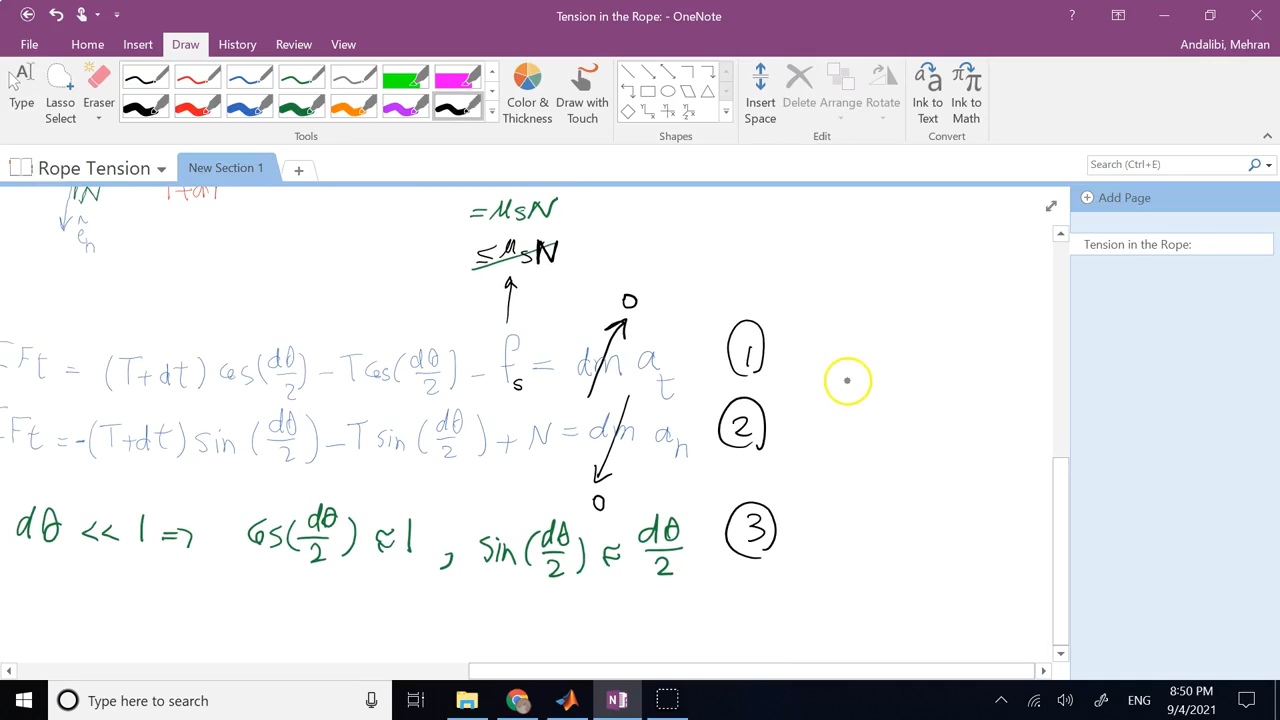 Tension in the Rope: - OneNote
File Home Insert Draw History Review View
Andalibi, Mehran
Type
Lasso Select
Eraser
Color & Thickness
Draw with Touch
Insert Space
Delete Arrange Rotate
Ink to Text
Ink to Math
Tools Shapes Edit Convert
Rope Tension
New Section 1
Search (Ctrl+E)
Add Page
Tension in the Rope:
N T+dT
e_n
= μsN
≤ μsN
0
Ft = (T+dt) cos(dθ/2) - T cos(dθ/2) - fs = dm at ①
Ft = -(T+dt) sin(dθ/2) - T sin(dθ/2) + N = dm an ②
0
dθ << 1 => cos(dθ/2) ≈ 1 , sin(dθ/2) ≈ dθ/2 ③
Type here to search
ENG
8:50 PM
9/4/2021